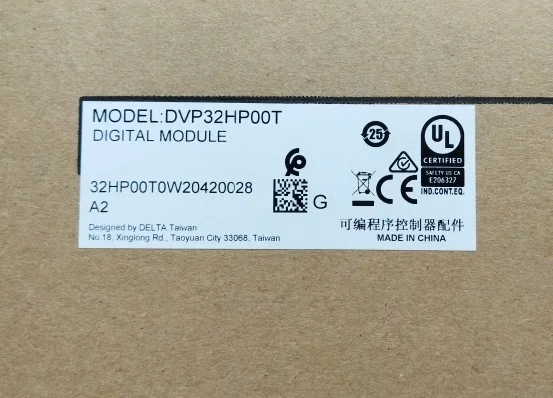 MODEL:DVP32HP00T
DIGITAL MODULE
25
UL
CERTIFIED
SAFETY US CA
E206327
IND.CONT.EQ.
CE
32HP00T0W20420028
A2
G
Designed by DELTA Taiwan
No.18, Xinglong Rd., Taoyuan City 33068, Taiwan
可编程序控制器配件
MADE IN CHINA